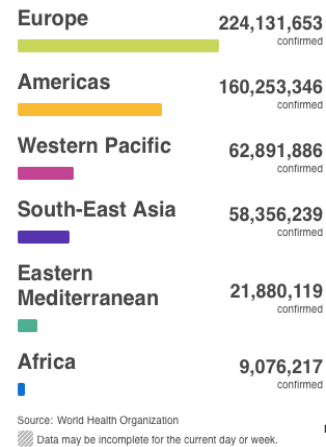 Europe 224,131,653
confirmed
Americas 160,253,346
confirmed
Western Pacific 62,891,886
confirmed
South-East Asia 58,356,239
confirmed
Eastern
Mediterranean 21,880,119
confirmed
Africa 9,076,217
confirmed
Source: World Health Organization
Data may be incomplete for the current day or week.